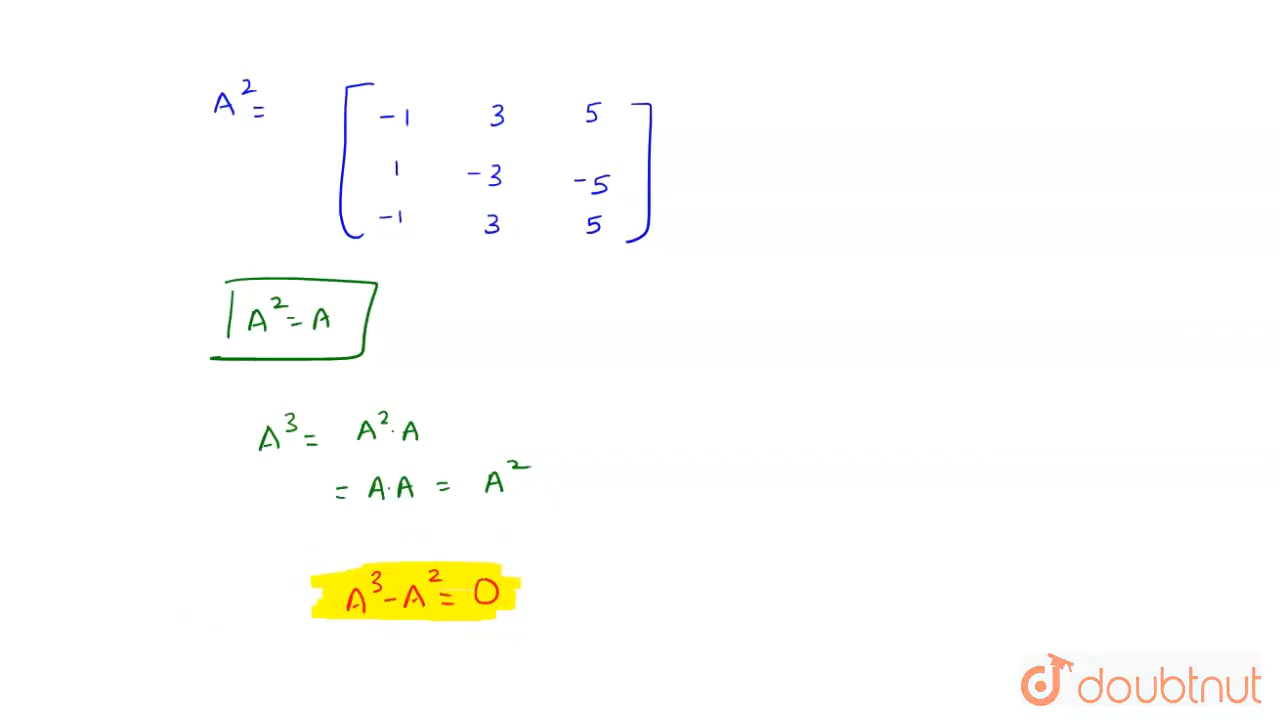 A² = [ -1 3 5
1 -3 -5
-1 3 5 ]
A² = A
A³ = A²·A
= A·A = A²
A³ - A² = 0
doubtnut